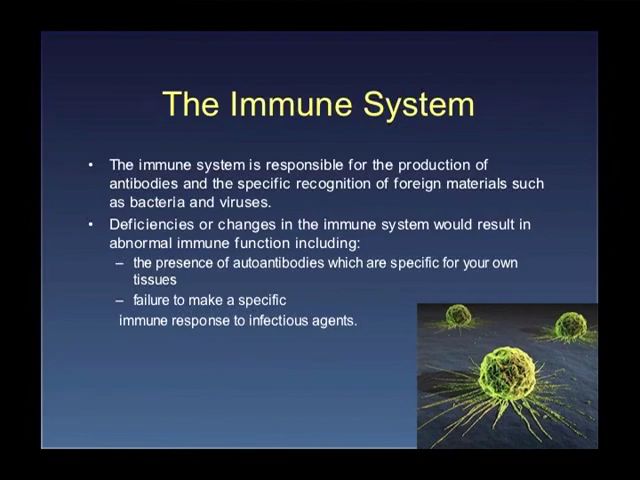 The Immune System
• The immune system is responsible for the production of
antibodies and the specific recognition of foreign materials such
as bacteria and viruses.
• Deficiencies or changes in the immune system would result in
abnormal immune function including:
– the presence of autoantibodies which are specific for your own
tissues
– failure to make a specific
immune response to infectious agents.